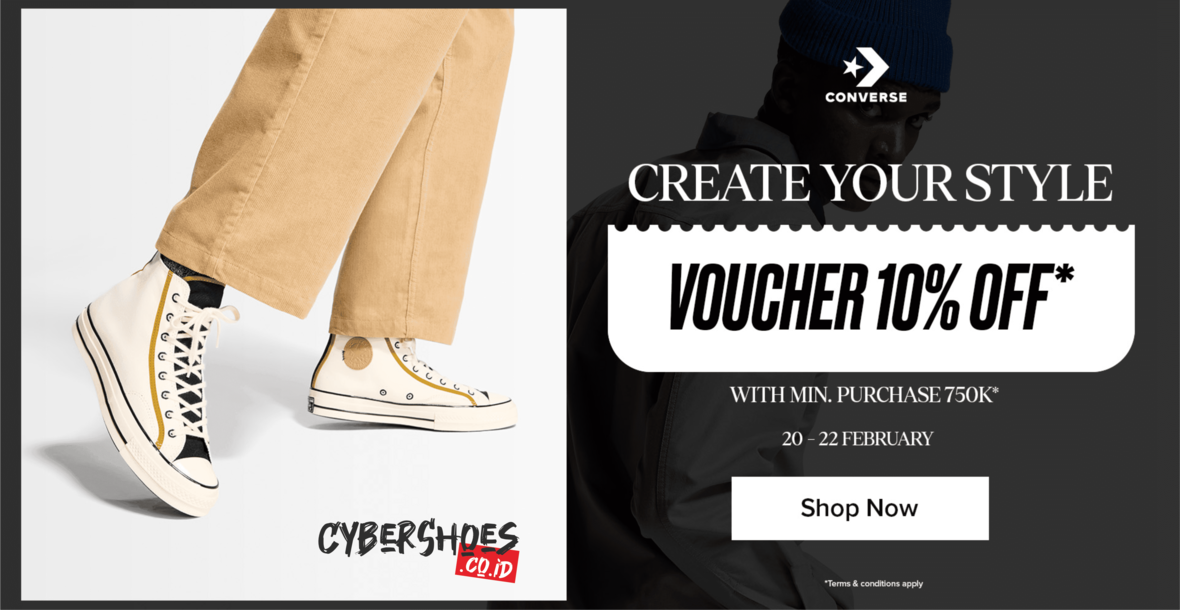 CYBERSHOES
.CO.ID
CONVERSE
CREATE YOUR STYLE
VOUCHER 10% OFF*
WITH MIN. PURCHASE 750K*
20 - 22 FEBRUARY
Shop Now
*Terms & conditions apply